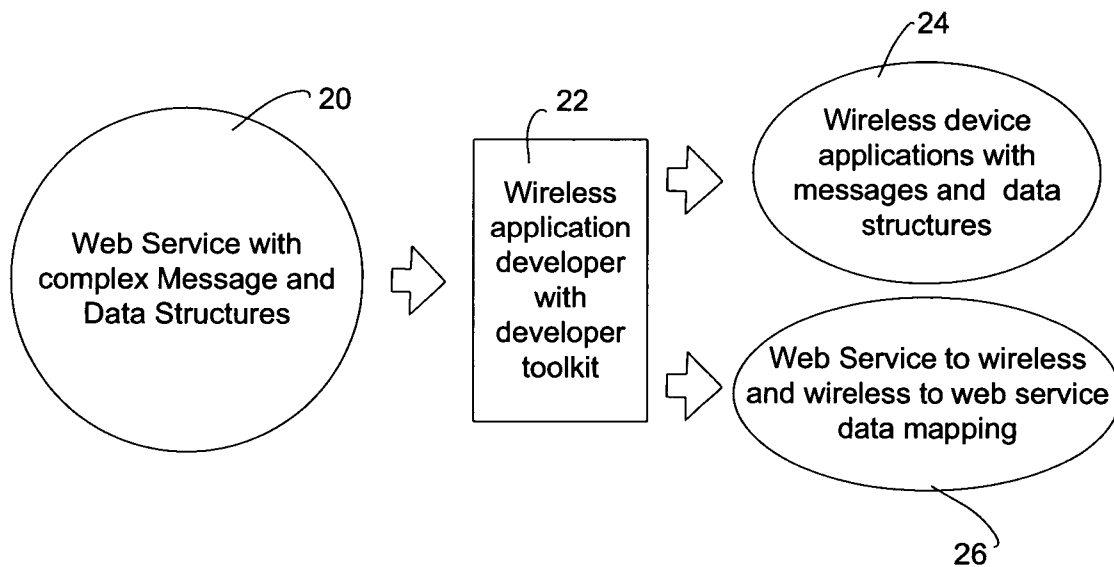 20
Web Service with
complex Message and
Data Structures
22
Wireless
application
developer
with
developer
toolkit
24
Wireless device
applications with
messages and data
structures
Web Service to wireless
and wireless to web service
data mapping
26